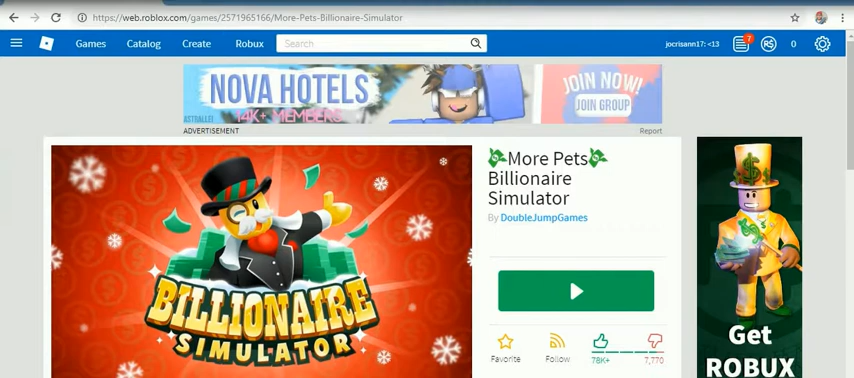 https://web.roblox.com/games/2571965166/More-Pets-Billionaire-Simulator
Games Catalog Create Robux Search jocrisann17: <13 7 R$ 0
NOVA HOTELS
14K+ MEMBERS
JOIN NOW!
JOIN GROUP
ADVERTISEMENT Report
More Pets
Billionaire
Simulator
By DoubleJumpGames
BILLIONAIRE
SIMULATOR
Favorite Follow 78K+ 7,770
Get
ROBUX